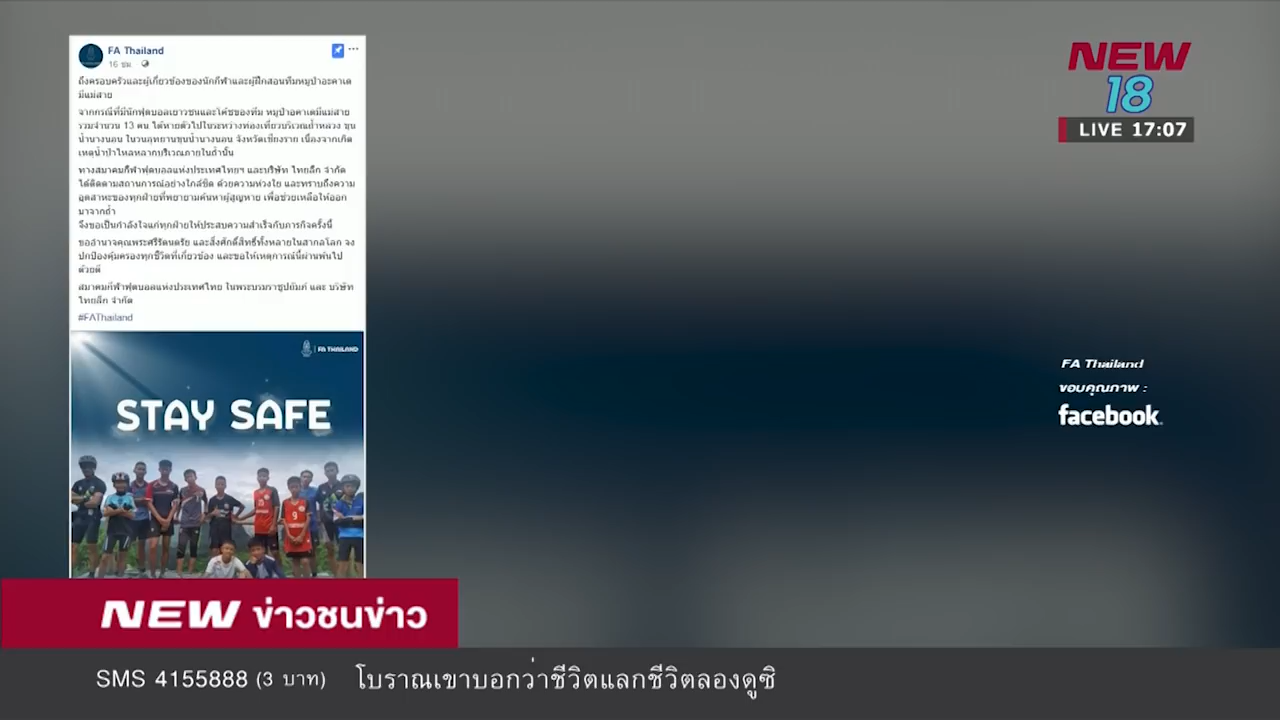 FA Thailand
16 ชม
ถึงครอบครัวและผู้เกี่ยวข้องของนักกีฬาและผู้ฝึกสอนทีมหมูป่าอะคาเด
มีแม่สาย
จากกรณีที่มีนักฟุตบอลเยาวชนและโค้ชของทีม หมูป่าอคาเดมีแม่สาย
รวมจำนวน 13 คน ได้หายตัวไปในระหว่างท่องเที่ยวบริเวณถ้ำหลวง ขุน
น้ำนางนอน ในวนอุทยานขุนน้ำนางนอน จังหวัดเชียงราย เนื่องจากเกิด
เหตุน้ำป่าไหลหลากบริเวณภายในถ้ำนั้น
ทางสมาคมกีฬาฟุตบอลแห่งประเทศไทยฯ และบริษัท ไทยลีก จำกัด
ได้ติดตามสถานการณ์อย่างใกล้ชิด ด้วยความห่วงใย และทราบถึงความ
อุตสาหะของทุกฝ่ายที่พยายามค้นหาผู้สูญหาย เพื่อช่วยเหลือให้ออก
มาจากถ้ำ
จึงขอเป็นกำลังใจแก่ทุกฝ่ายให้ประสบความสำเร็จกับภารกิจครั้งนี้
ขออำนาจคุณพระศรีรัตนตรัย และสิ่งศักดิ์สิทธิ์ทั้งหลายในสากลโลก จง
ปกป้องคุ้มครองทุกชีวิตที่เกี่ยวข้อง และขอให้เหตุการณ์นี้ผ่านพ้นไป
ด้วยดี
สมาคมกีฬาฟุตบอลแห่งประเทศไทย ในพระบรมราชูปถัมภ์ และ บริษัท
ไทยลีก จำกัด
#FAThailand
FA THAILAND
STAY SAFE
NEW
18
LIVE 17:07
FA Thailand
ขอบคุณภาพ :
facebook
NEW ข่าวชนข่าว
SMS 4155888 (3 บาท) โบราณเขาบอกว่าชีวิตแลกชีวิตลองดูซิ